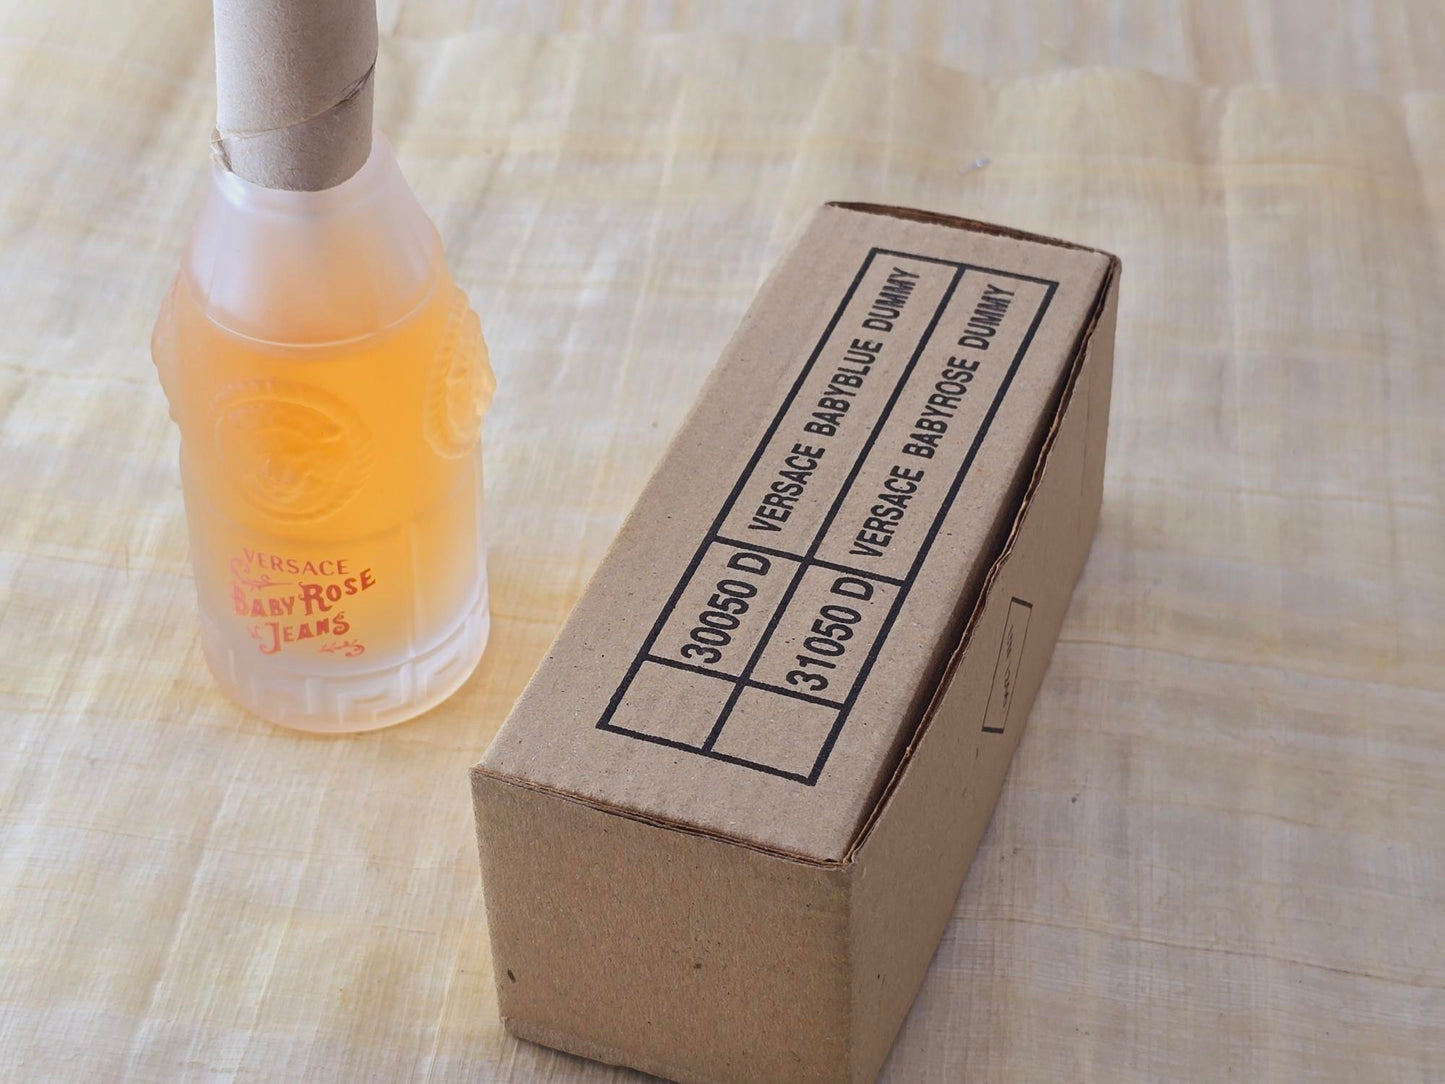 VERSACE
BABY ROSE
JEANS
VERSACE BABYBLUE DUMMY
VERSACE BABYROSE DUMMY
30050 D
31050 D